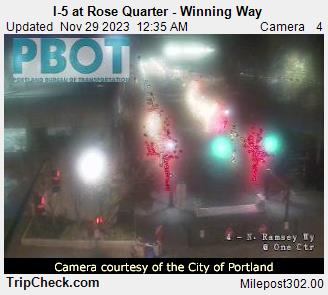 I-5 at Rose Quarter - Winning Way
Updated Nov 29 2023 12:35 AM Camera 4
PBOT
PORTLAND BUREAU OF TRANSPORTATION
4 - N. Ramsey Wy
@ One Ctr
Camera courtesy of the City of Portland
TripCheck.com Milepost302.00